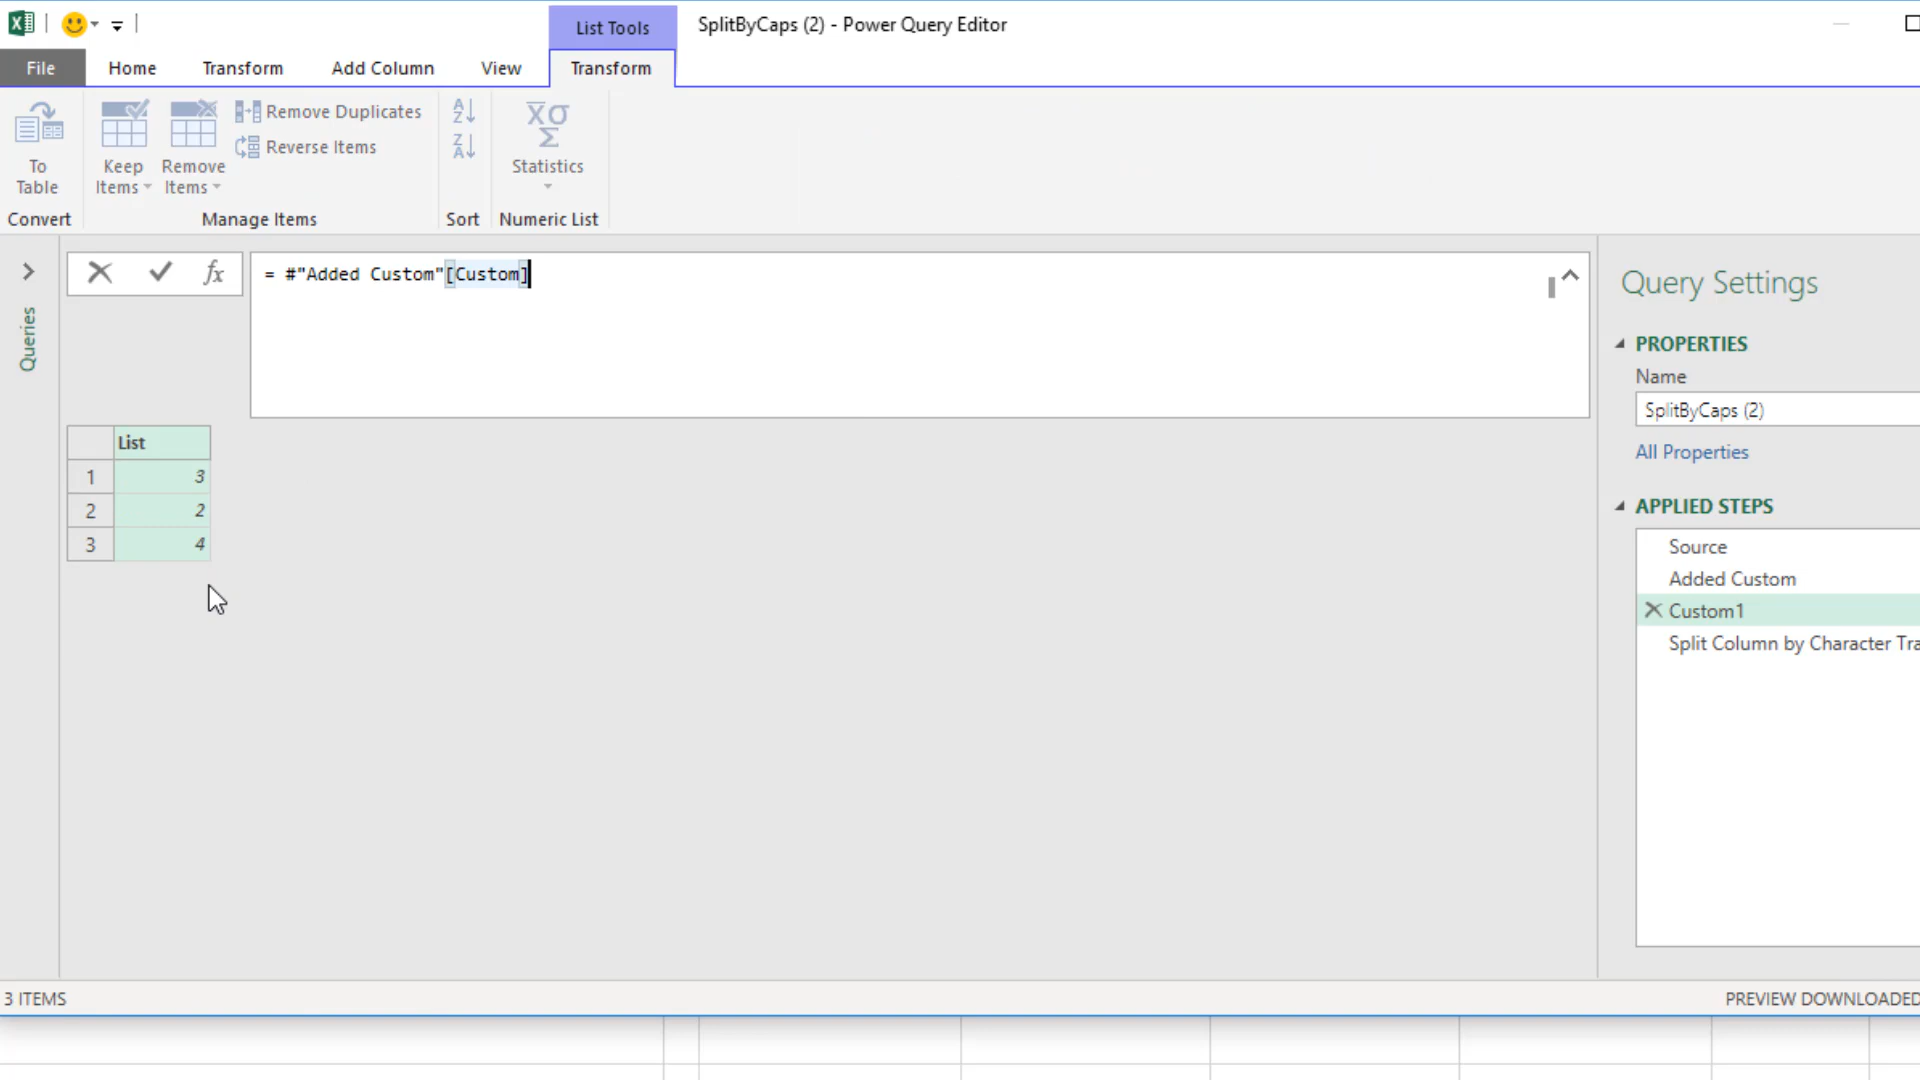 List Tools
SplitByCaps (2) - Power Query Editor
File
Home
Transform
Add Column
View
Transform
To Table
Keep Items
Remove Items
Remove Duplicates
Reverse Items
Statistics
Convert
Manage Items
Sort
Numeric List
= #"Added Custom"[Custom]
Queries
List
1 3
2 2
3 4
Query Settings
PROPERTIES
Name
SplitByCaps (2)
All Properties
APPLIED STEPS
Source
Added Custom
Custom1
Split Column by Character Tra
3 ITEMS
PREVIEW DOWNLOADED